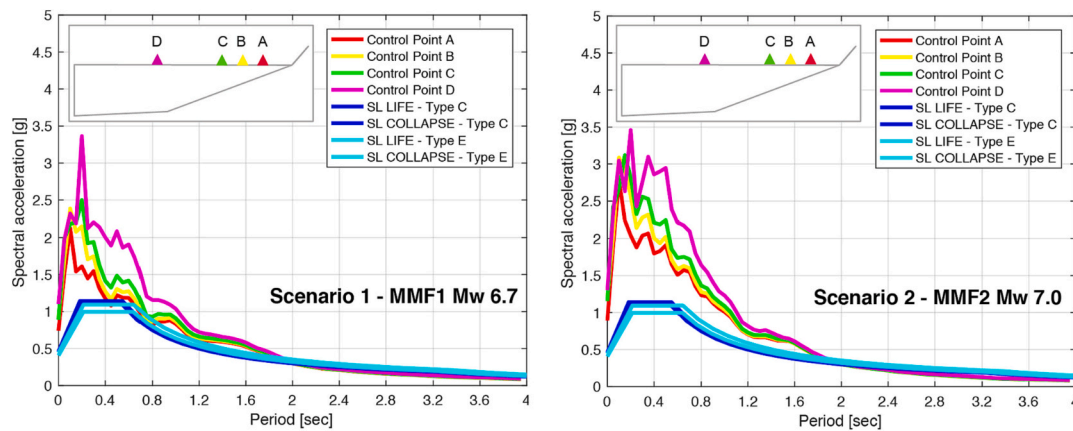 5
4.5
4
3.5
3
2.5
2
1.5
1
0.5
0
Spectral acceleration [g]
D C B A
Control Point A
Control Point B
Control Point C
Control Point D
SL LIFE - Type C
SL COLLAPSE - Type C
SL LIFE - Type E
SL COLLAPSE - Type E
Scenario 1 - MMF1 Mw 6.7
0 0.4 0.8 1.2 1.6 2 2.4 2.8 3.2 3.6 4
Period [sec]
5
4.5
4
3.5
3
2.5
2
1.5
1
0.5
0
Spectral acceleration [g]
D C B A
Control Point A
Control Point B
Control Point C
Control Point D
SL LIFE - Type C
SL COLLAPSE - Type C
SL LIFE - Type E
SL COLLAPSE - Type E
Scenario 2 - MMF2 Mw 7.0
0 0.4 0.8 1.2 1.6 2 2.4 2.8 3.2 3.6 4
Period [sec]